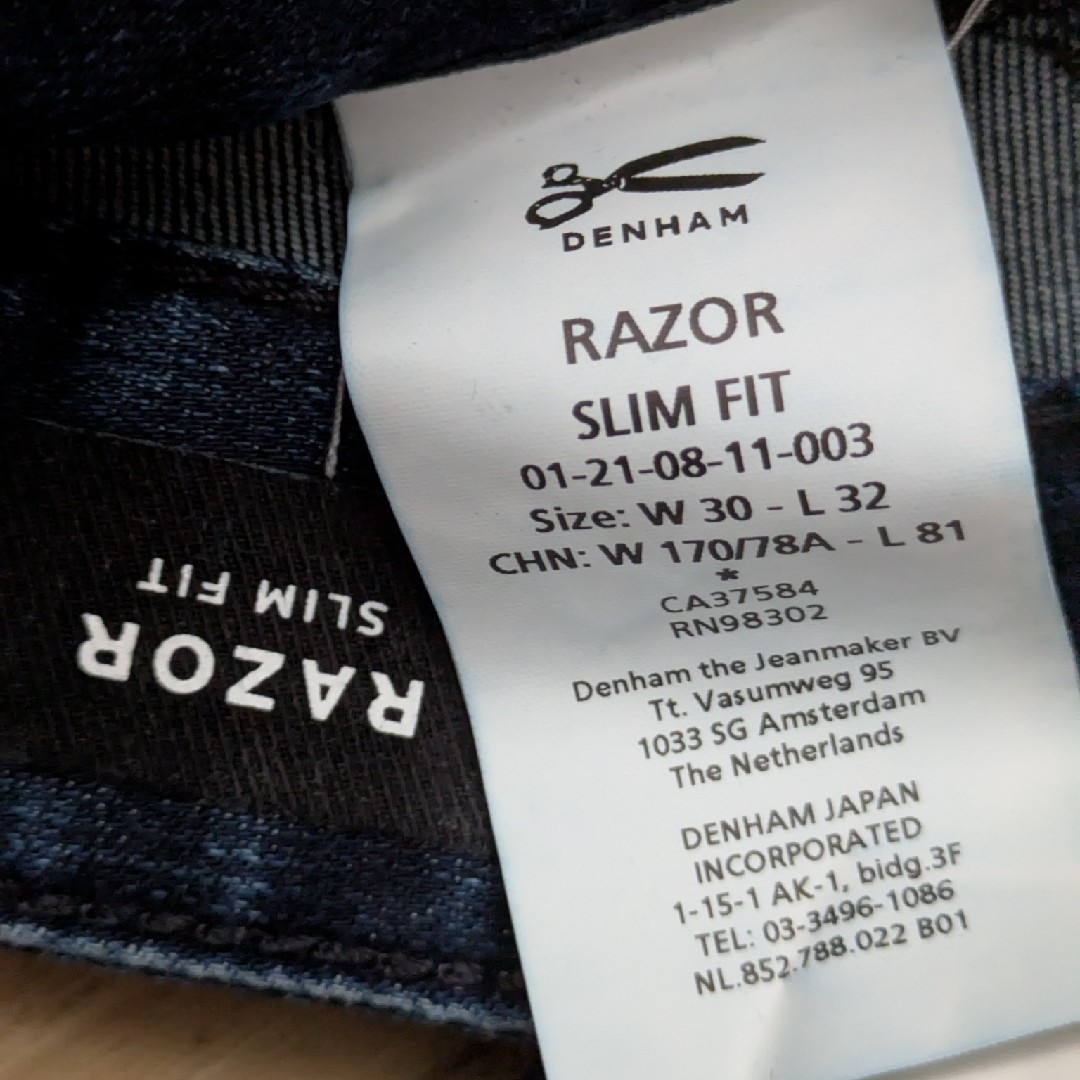 DENHAM
RAZOR
SLIM FIT
01-21-08-11-003
Size: W 30 - L 32
CHN: W 170/78A - L 81
*
CA37584
RN98302
Denham the Jeanmaker BV
Tt. Vasumweg 95
1033 SG Amsterdam
The Netherlands
DENHAM JAPAN
INCORPORATED
1-15-1 AK-1, bidg.3F
TEL: 03-3496-1086
NL.852.788.022 B01
RAZOR
SLIM FIT